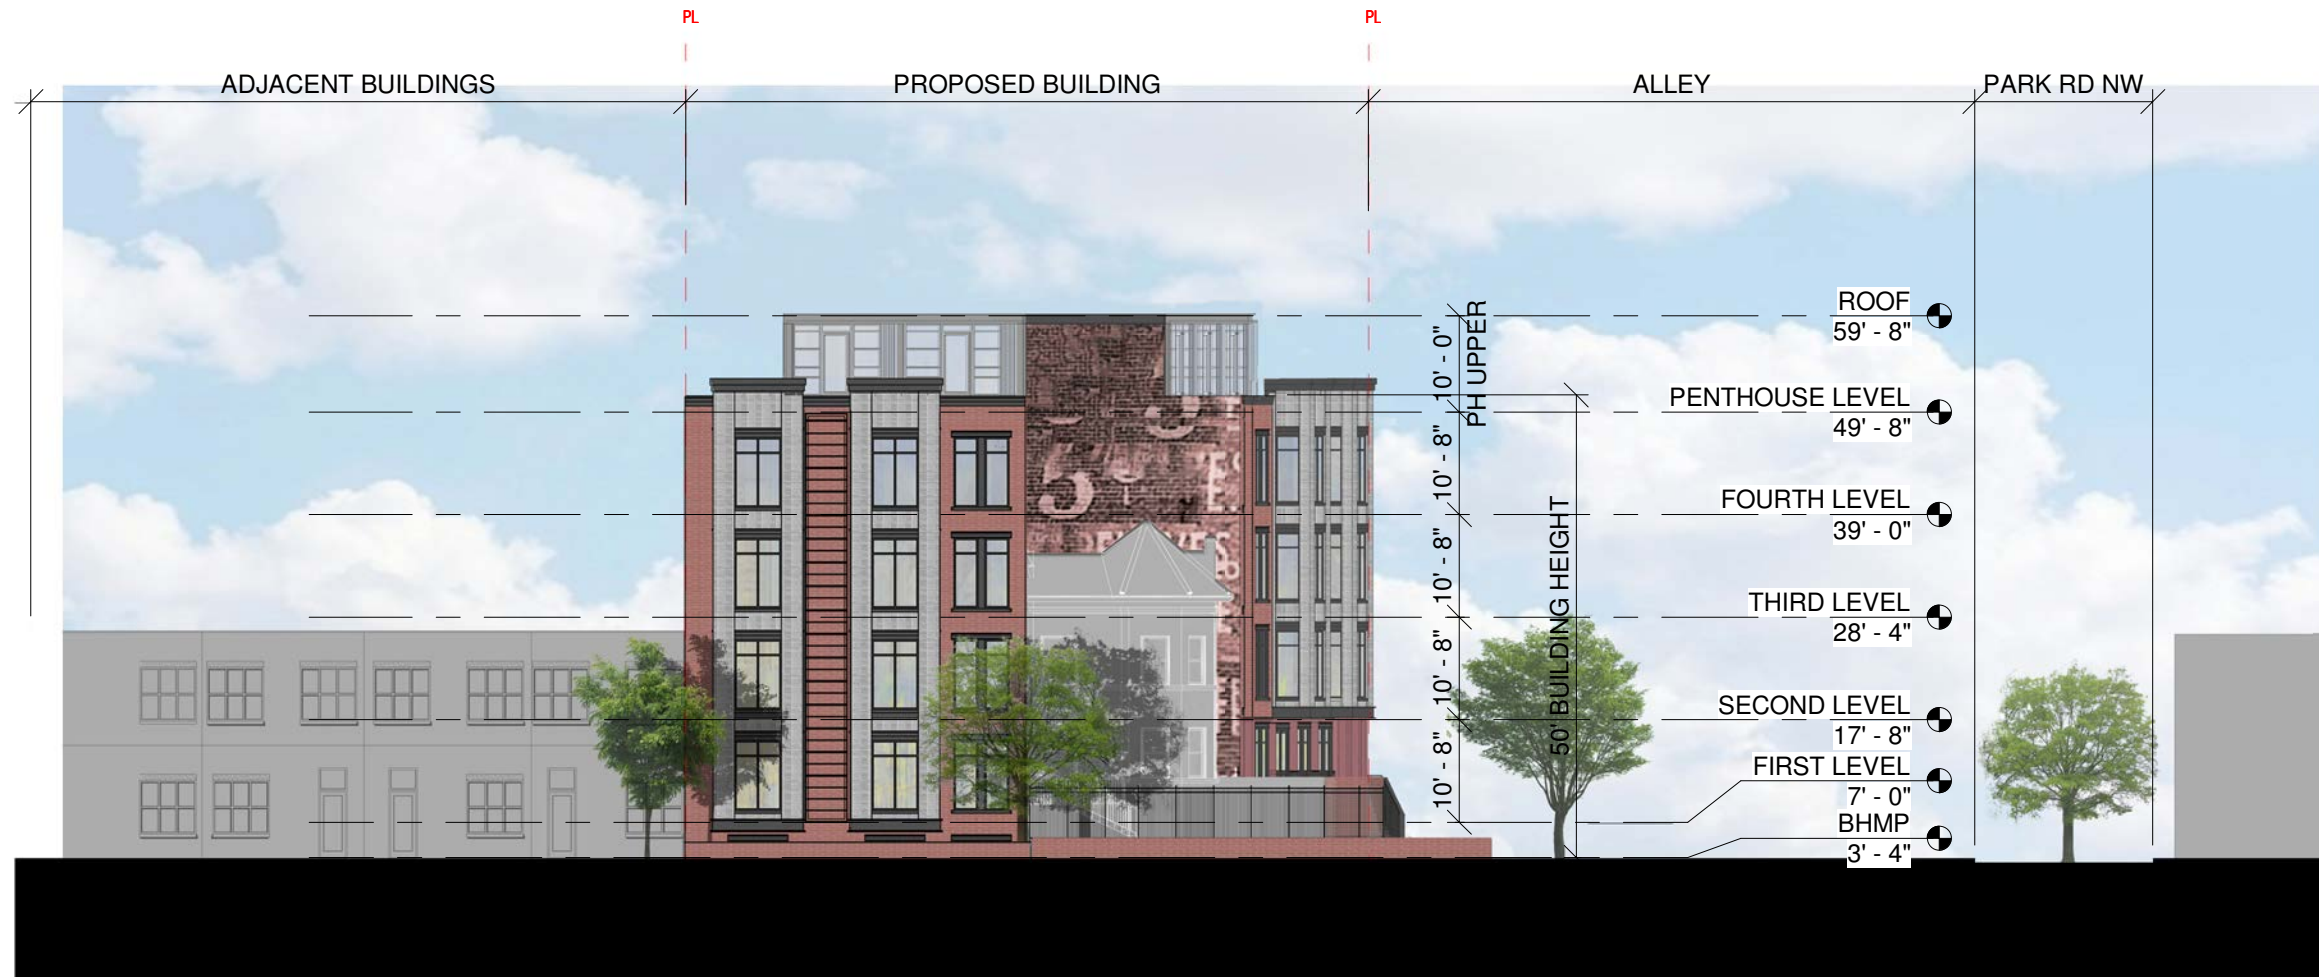 PL
PL
ADJACENT BUILDINGS
PROPOSED BUILDING
ALLEY
PARK RD NW
ROOF
59' - 8"
10' - 0"
PH UPPER
PENTHOUSE LEVEL
49' - 8"
10' - 8"
FOURTH LEVEL
39' - 0"
10' - 8"
50' BUILDING HEIGHT
THIRD LEVEL
28' - 4"
10' - 8"
SECOND LEVEL
17' - 8"
10' - 8"
FIRST LEVEL
7' - 0"
BHMP
3' - 4"
5